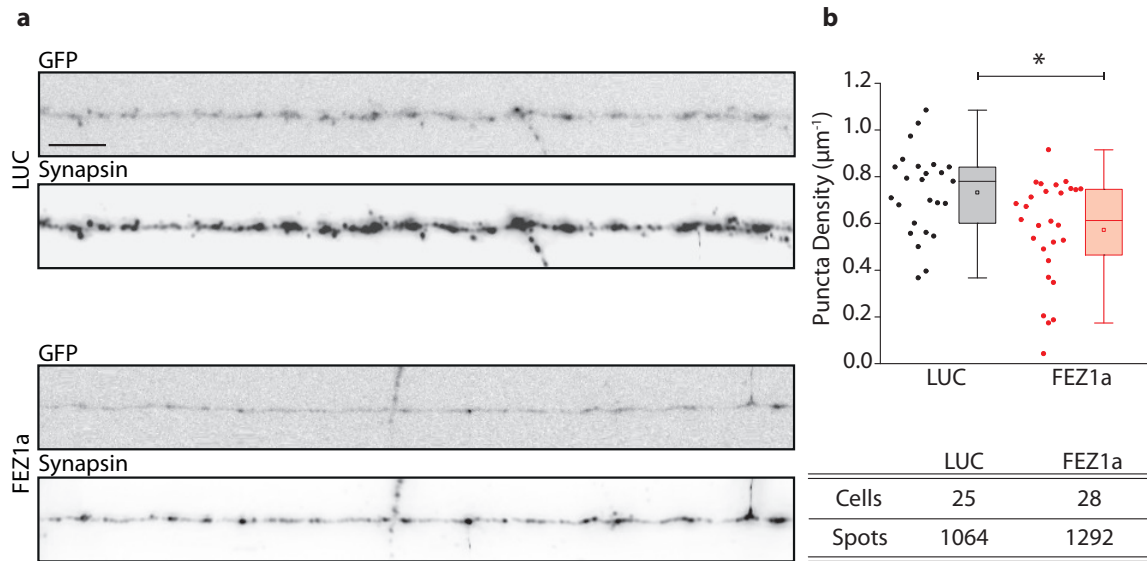 a
GFP
LUC
Synapsin
GFP
FEZ1a
Synapsin
b
*
Puncta Density (µm⁻¹)
1.2
1.0
0.8
0.6
0.4
0.2
0.0
LUC FEZ1a
LUC FEZ1a
Cells 25 28
Spots 1064 1292